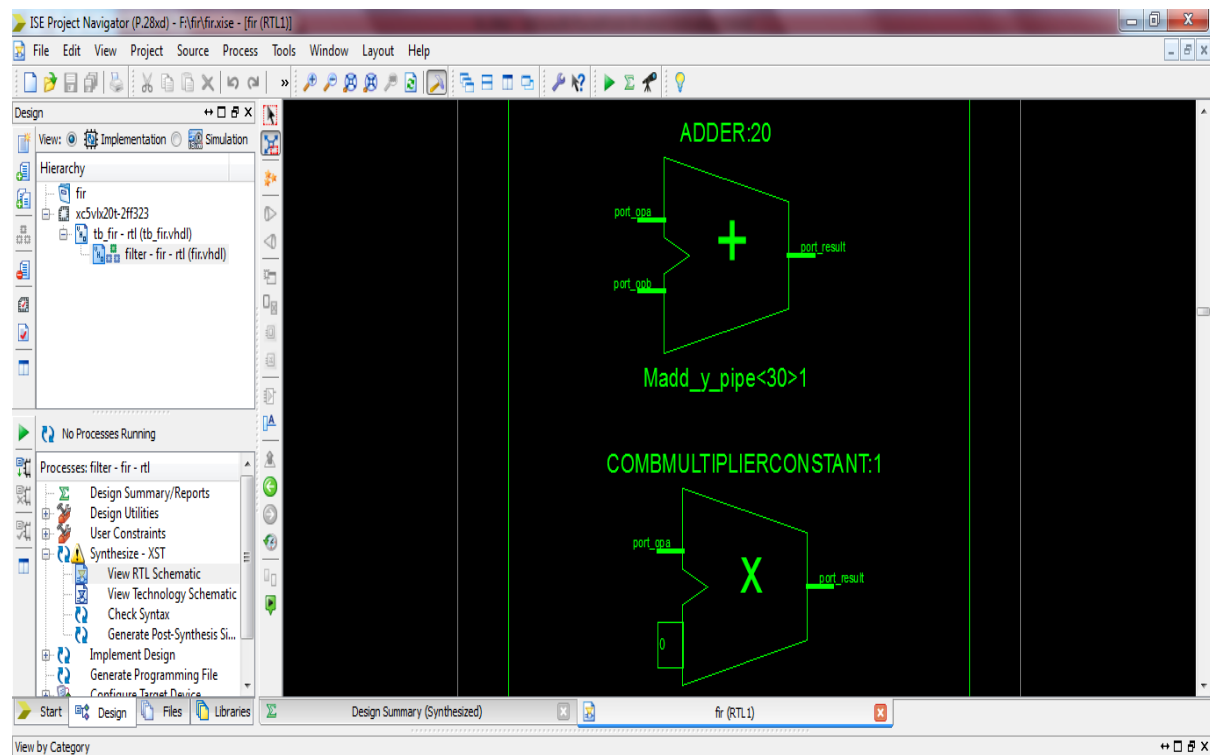 ISE Project Navigator (P.28xd) - F:\fir\fir.xise - [fir (RTL1)]
File Edit View Project Source Process Tools Window Layout Help
Design
View: Implementation Simulation
Hierarchy
fir
xc5vlx20t-2ff323
tb_fir - rtl (tb_fir.vhdl)
filter - fir - rtl (fir.vhdl)
No Processes Running
Processes: filter - fir - rtl
Design Summary/Reports
Design Utilities
User Constraints
Synthesize - XST
View RTL Schematic
View Technology Schematic
Check Syntax
Generate Post-Synthesis Si...
Implement Design
Generate Programming File
Configure Target Device
Start Design Files Libraries
ADDER:20
port_opa
+
port_result
port_opb
Madd_y_pipe<30>1
COMBMULTIPLIERCONSTANT:1
port_opa
X
port_result
0
Design Summary (Synthesized)
fir (RTL1)
View by Category